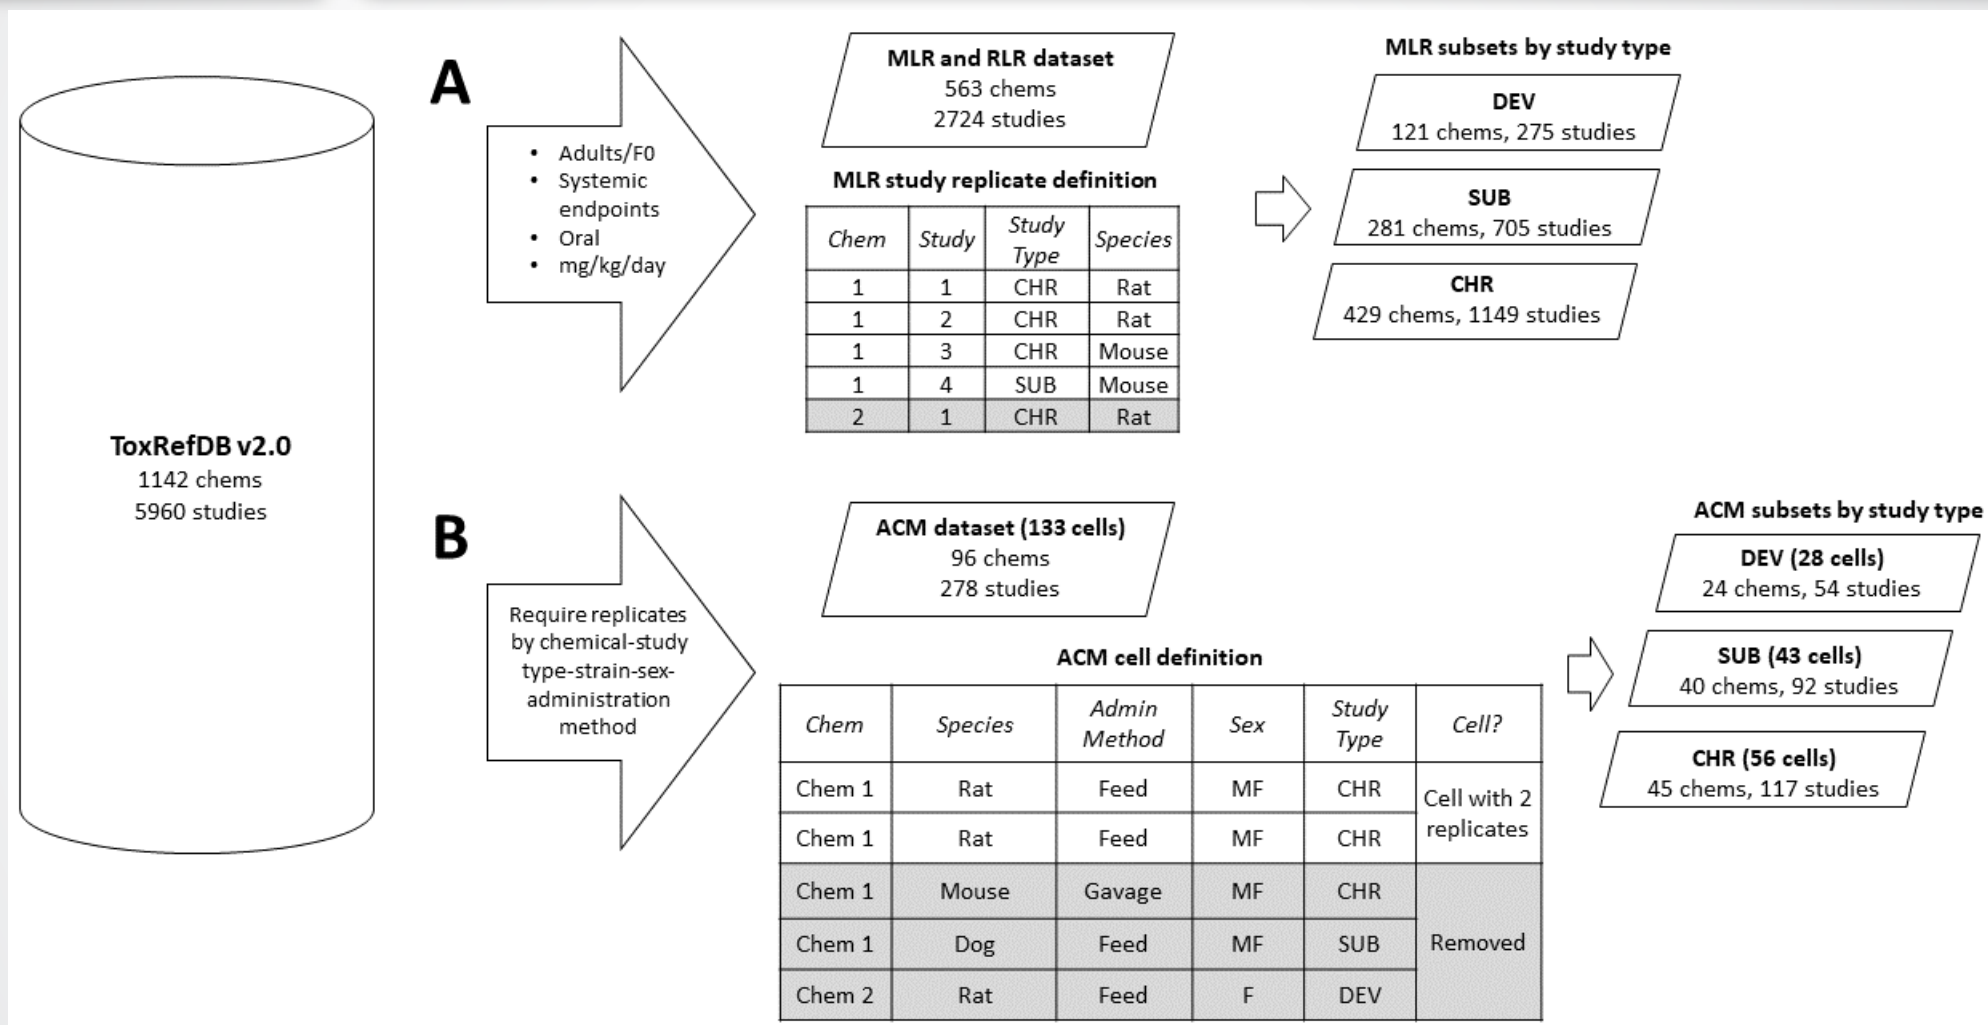 ToxRefDB v2.0
1142 chems
5960 studies
A
• Adults/F0
• Systemic
endpoints
• Oral
• mg/kg/day
MLR and RLR dataset
563 chems
2724 studies
MLR study replicate definition
Chem Study Study Type Species
1 1 CHR Rat
1 2 CHR Rat
1 3 CHR Mouse
1 4 SUB Mouse
2 1 CHR Rat
MLR subsets by study type
DEV
121 chems, 275 studies
SUB
281 chems, 705 studies
CHR
429 chems, 1149 studies
B
Require replicates
by chemical-study
type-strain-sex-
administration
method
ACM dataset (133 cells)
96 chems
278 studies
ACM cell definition
Chem Species Admin Method Sex Study Type Cell?
Chem 1 Rat Feed MF CHR
Chem 1 Rat Feed MF CHR
Cell with 2
replicates
Chem 1 Mouse Gavage MF CHR
Chem 1 Dog Feed MF SUB
Removed
Chem 2 Rat Feed F DEV
ACM subsets by study type
DEV (28 cells)
24 chems, 54 studies
SUB (43 cells)
40 chems, 92 studies
CHR (56 cells)
45 chems, 117 studies